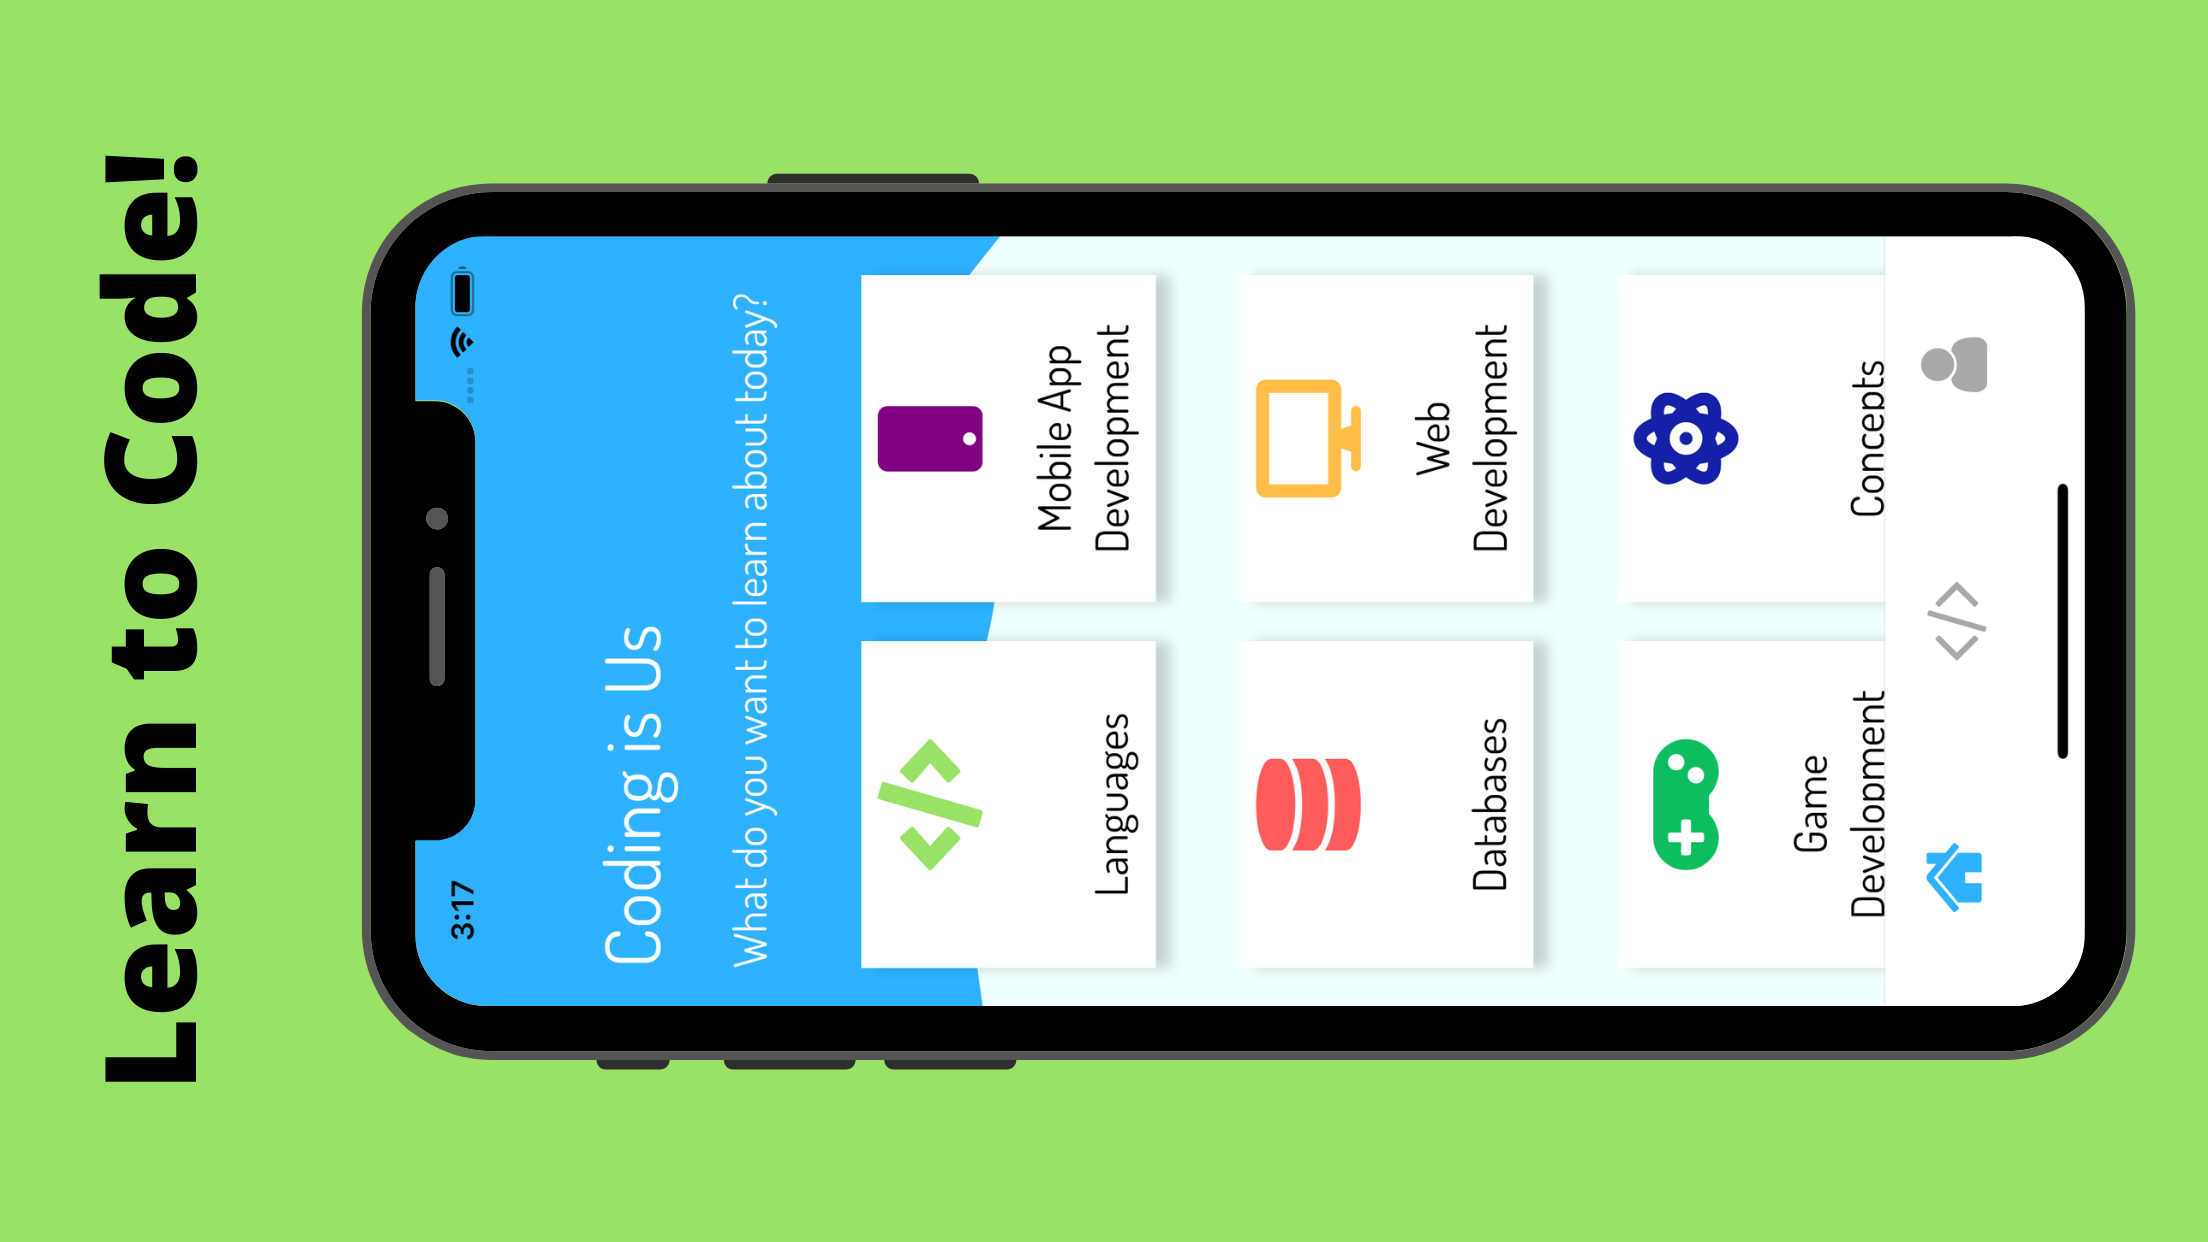 Learn to Code!
3:17
Coding is Us
What do you want to learn about today?
Languages
Mobile App
Development
Databases
Web
Development
Game
Development
Concepts